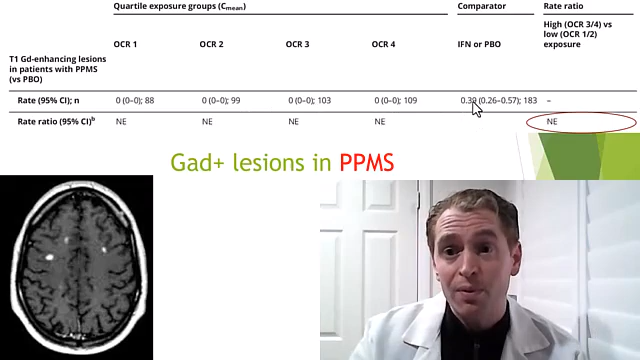 Quartile exposure groups (Cmean) Comparator Rate ratio
OCR 1 OCR 2 OCR 3 OCR 4 IFN or PBO High (OCR 3/4) vs
low (OCR 1/2)
exposure
T1 Gd-enhancing lesions
in patients with PPMS
(vs PBO)
Rate (95% CI); n 0 (0–0); 88 0 (0–0); 99 0 (0–0); 103 0 (0–0); 109 0.39 (0.26–0.57); 183 –
Rate ratio (95% CI)b NE NE NE NE NE
Gad+ lesions in PPMS